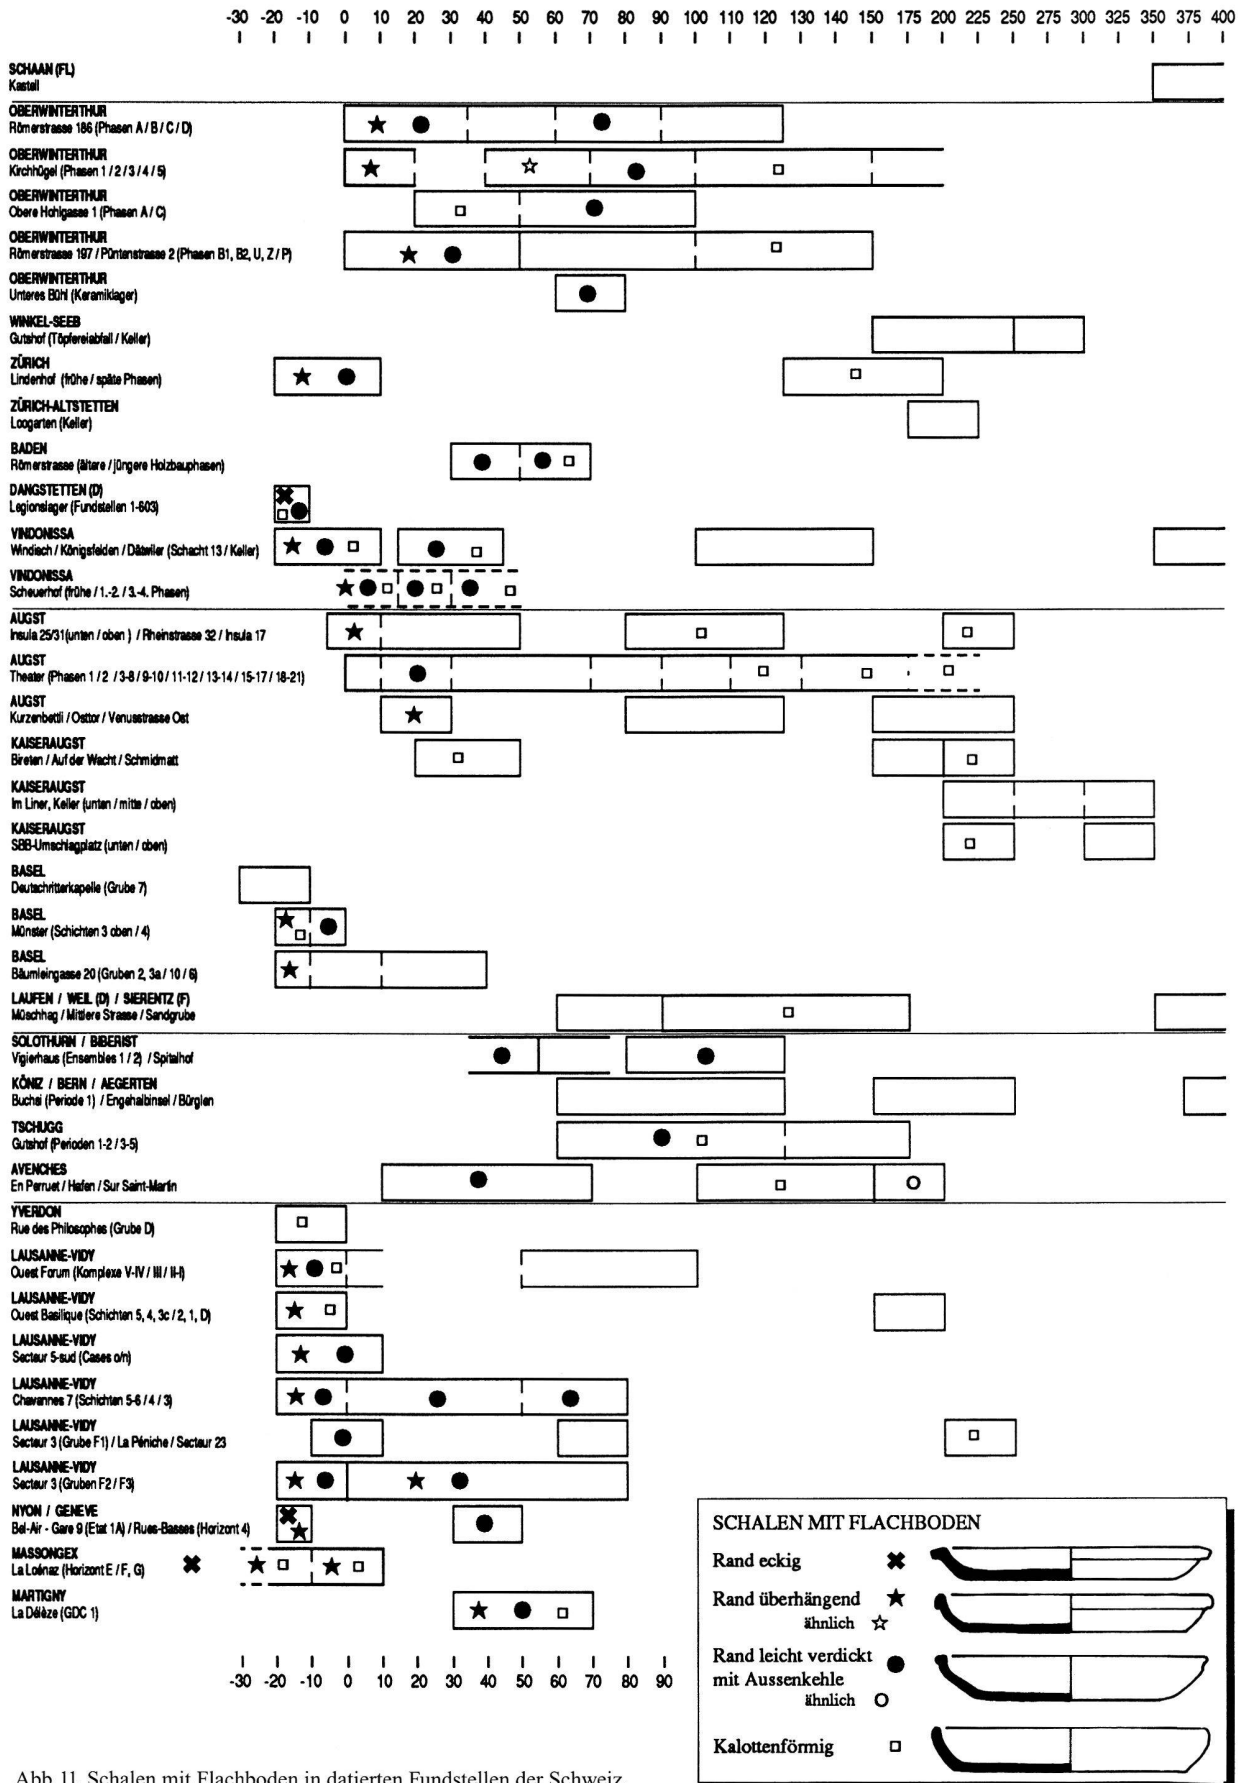 -30 -20 -10 0 10 20 30 40 50 60 70 80 90 100 110 120 130 140 150 175 200 225 250 275 300 325 350 375 400
SCHAAN (FL)
Kastell
OBERWINTERTHUR
Römerstrasse 186 (Phasen A / B / C / D)
OBERWINTERTHUR
Kirchhügel (Phasen 1 / 2 / 3 / 4 / 5)
OBERWINTERTHUR
Obere Hohlgasse 1 (Phasen A / C)
OBERWINTERTHUR
Römerstrasse 197 / Püntenstrasse 2 (Phasen B1, B2, U, Z / P)
OBERWINTERTHUR
Unteres Bühl (Keramiklager)
WINKEL-SEEB
Gutshof (Töpfereiabfall / Keller)
ZÜRICH
Lindenhof (frühe / späte Phasen)
ZÜRICH-ALTSTETTEN
Loogarten (Keller)
BADEN
Römerstrasse (ältere / jüngere Holzbauphasen)
DANGSTETTEN (D)
Legionslager (Fundstellen 1-603)
VINDONISSA
Windisch / Königsfelden / Dätwiler (Schacht 13 / Keller)
VINDONISSA
Scheuerhof (frühe / 1.-2. / 3.-4. Phasen)
AUGST
Insula 25/31(unten / oben ) / Rheinstrasse 32 / Insula 17
AUGST
Theater (Phasen 1 / 2 / 3-8 / 9-10 / 11-12 / 13-14 / 15-17 / 18-21)
AUGST
Kurzenbettli / Osttor / Venusstrasse Ost
KAISERAUGST
Bireten / Auf der Wacht / Schmidmatt
KAISERAUGST
Im Liner, Keller (unten / mitte / oben)
KAISERAUGST
SBB-Umschlagplatz (unten / oben)
BASEL
Deutschritterkapelle (Grube 7)
BASEL
Münster (Schichten 3 oben / 4)
BASEL
Bäumleingasse 20 (Gruben 2, 3a / 10 / 6)
LAUFEN / WEIL (D) / SIERENTZ (F)
Müschhag / Mittlere Strasse / Sandgrube
SOLOTHURN / BIBERIST
Vigierhaus (Ensembles 1 / 2) / Spitalhof
KÖNIZ / BERN / AEGERTEN
Buchsi (Periode 1) / Engehalbinsel / Bürglen
TSCHUGG
Gutshof (Perioden 1-2 / 3-5)
AVENCHES
En Perruet / Hafen / Sur Saint-Martin
YVERDON
Rue des Philosophes (Grube D)
LAUSANNE-VIDY
Ouest Forum (Komplexe V-IV / III / II-I)
LAUSANNE-VIDY
Ouest Basilique (Schichten 5, 4, 3c / 2, 1, D)
LAUSANNE-VIDY
Secteur 5-sud (Cases o/n)
LAUSANNE-VIDY
Chavannes 7 (Schichten 5-6 / 4 / 3)
LAUSANNE-VIDY
Secteur 3 (Grube F1) / La Péniche / Secteur 23
LAUSANNE-VIDY
Secteur 3 (Gruben F2 / F3)
NYON / GENEVE
Bel-Air - Gare 9 (Etat 1A) / Rues-Basses (Horizont 4)
MASSONGEX
La Loénaz (Horizont E / F, G)
MARTIGNY
La Délèze (GDC 1)
-30 -20 -10 0 10 20 30 40 50 60 70 80 90
SCHALEN MIT FLACHBODEN
Rand eckig
Rand überhängend
ähnlich
Rand leicht verdickt
mit Aussenkehle
ähnlich
Kalottenförmig
Abb. 11 Schalen mit Flachboden in datierten Fundstellen der Schweiz